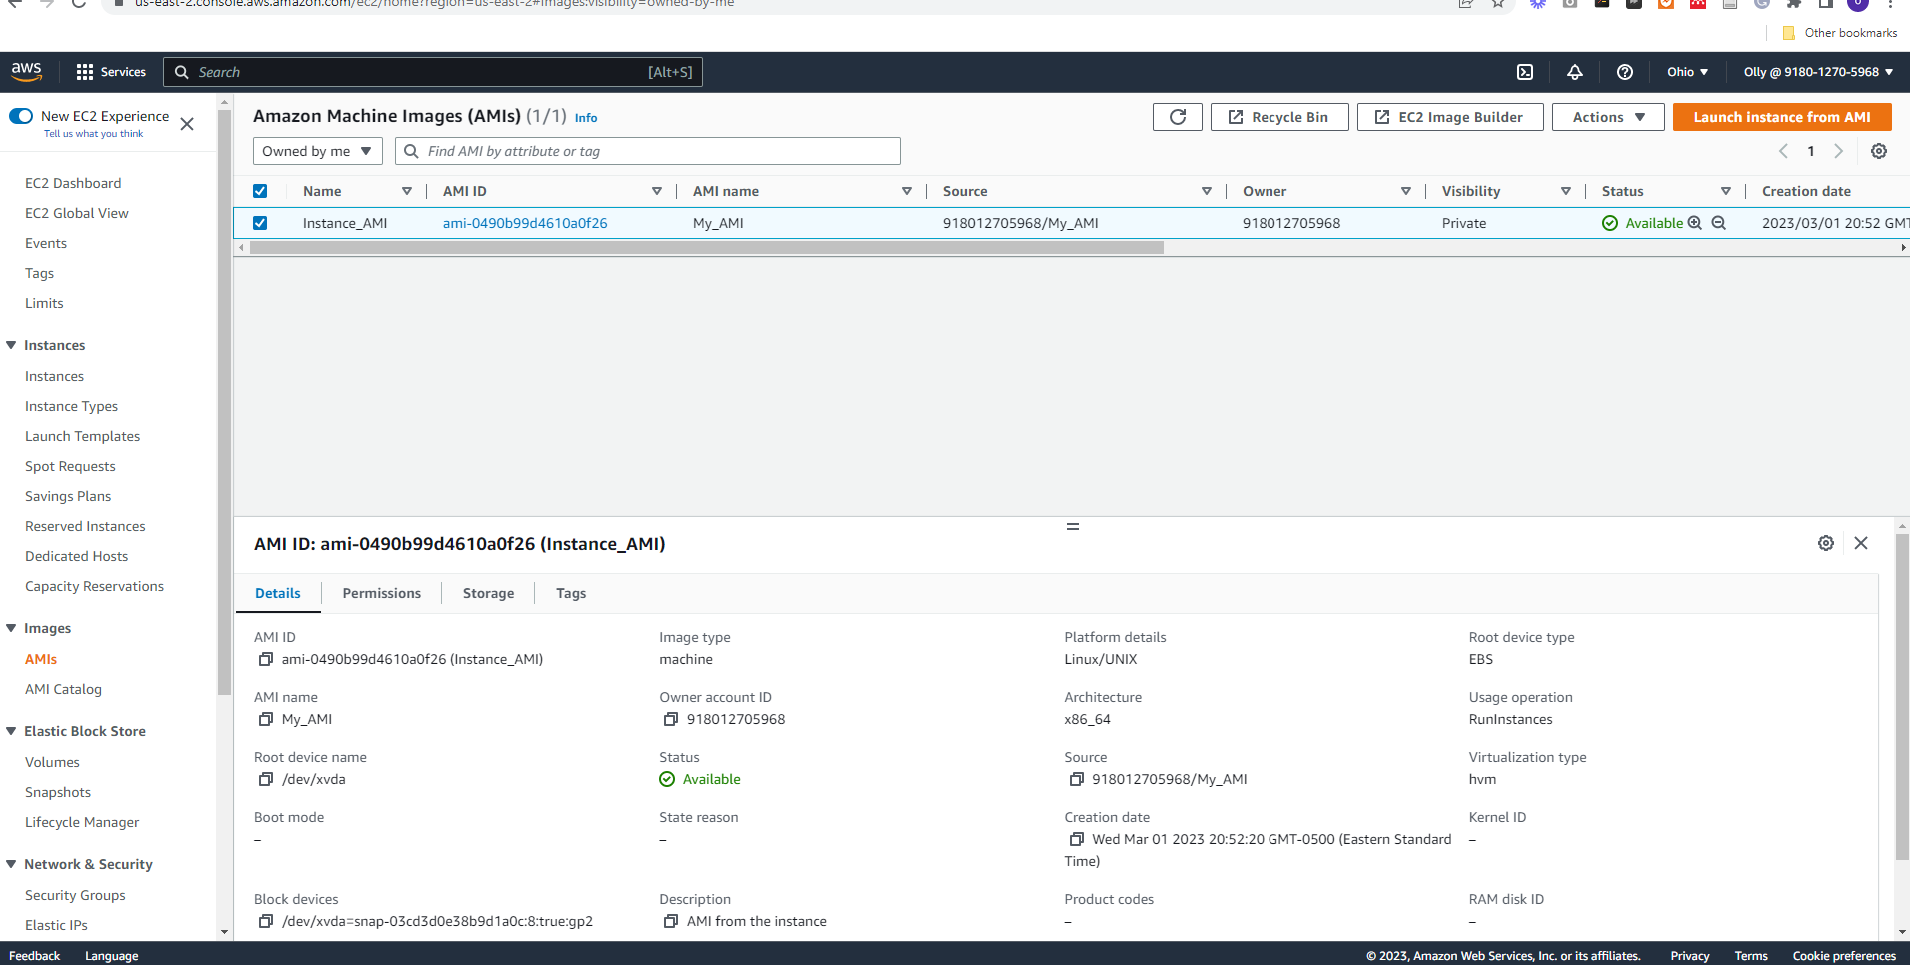 us-east-2.console.aws.amazon.com/ec2/home?region=us-east-2#Images:visibility=owned-by-me
Other bookmarks
aws Services Search [Alt+S] Ohio Olly @ 9180-1270-5968
New EC2 Experience
Tell us what you think
EC2 Dashboard
EC2 Global View
Events
Tags
Limits
Instances
Instances
Instance Types
Launch Templates
Spot Requests
Savings Plans
Reserved Instances
Dedicated Hosts
Capacity Reservations
Images
AMIs
AMI Catalog
Elastic Block Store
Volumes
Snapshots
Lifecycle Manager
Network & Security
Security Groups
Elastic IPs
Amazon Machine Images (AMIs) (1/1) Info
Recycle Bin EC2 Image Builder Actions Launch instance from AMI
Owned by me Find AMI by attribute or tag 1
Name AMI ID AMI name Source Owner Visibility Status Creation date
Instance_AMI ami-0490b99d4610a0f26 My_AMI 918012705968/My_AMI 918012705968 Private Available 2023/03/01 20:52 GMT
AMI ID: ami-0490b99d4610a0f26 (Instance_AMI)
Details Permissions Storage Tags
AMI ID Image type Platform details Root device type
ami-0490b99d4610a0f26 (Instance_AMI) machine Linux/UNIX EBS
AMI name Owner account ID Architecture Usage operation
My_AMI 918012705968 x86_64 RunInstances
Root device name Status Source Virtualization type
/dev/xvda Available 918012705968/My_AMI hvm
Boot mode State reason Creation date Kernel ID
– – Wed Mar 01 2023 20:52:20 GMT-0500 (Eastern Standard –
Time)
Block devices Description Product codes RAM disk ID
/dev/xvda=snap-03cd3d0e38b9d1a0c:8:true:gp2 AMI from the instance – –
Feedback Language © 2023, Amazon Web Services, Inc. or its affiliates. Privacy Terms Cookie preferences